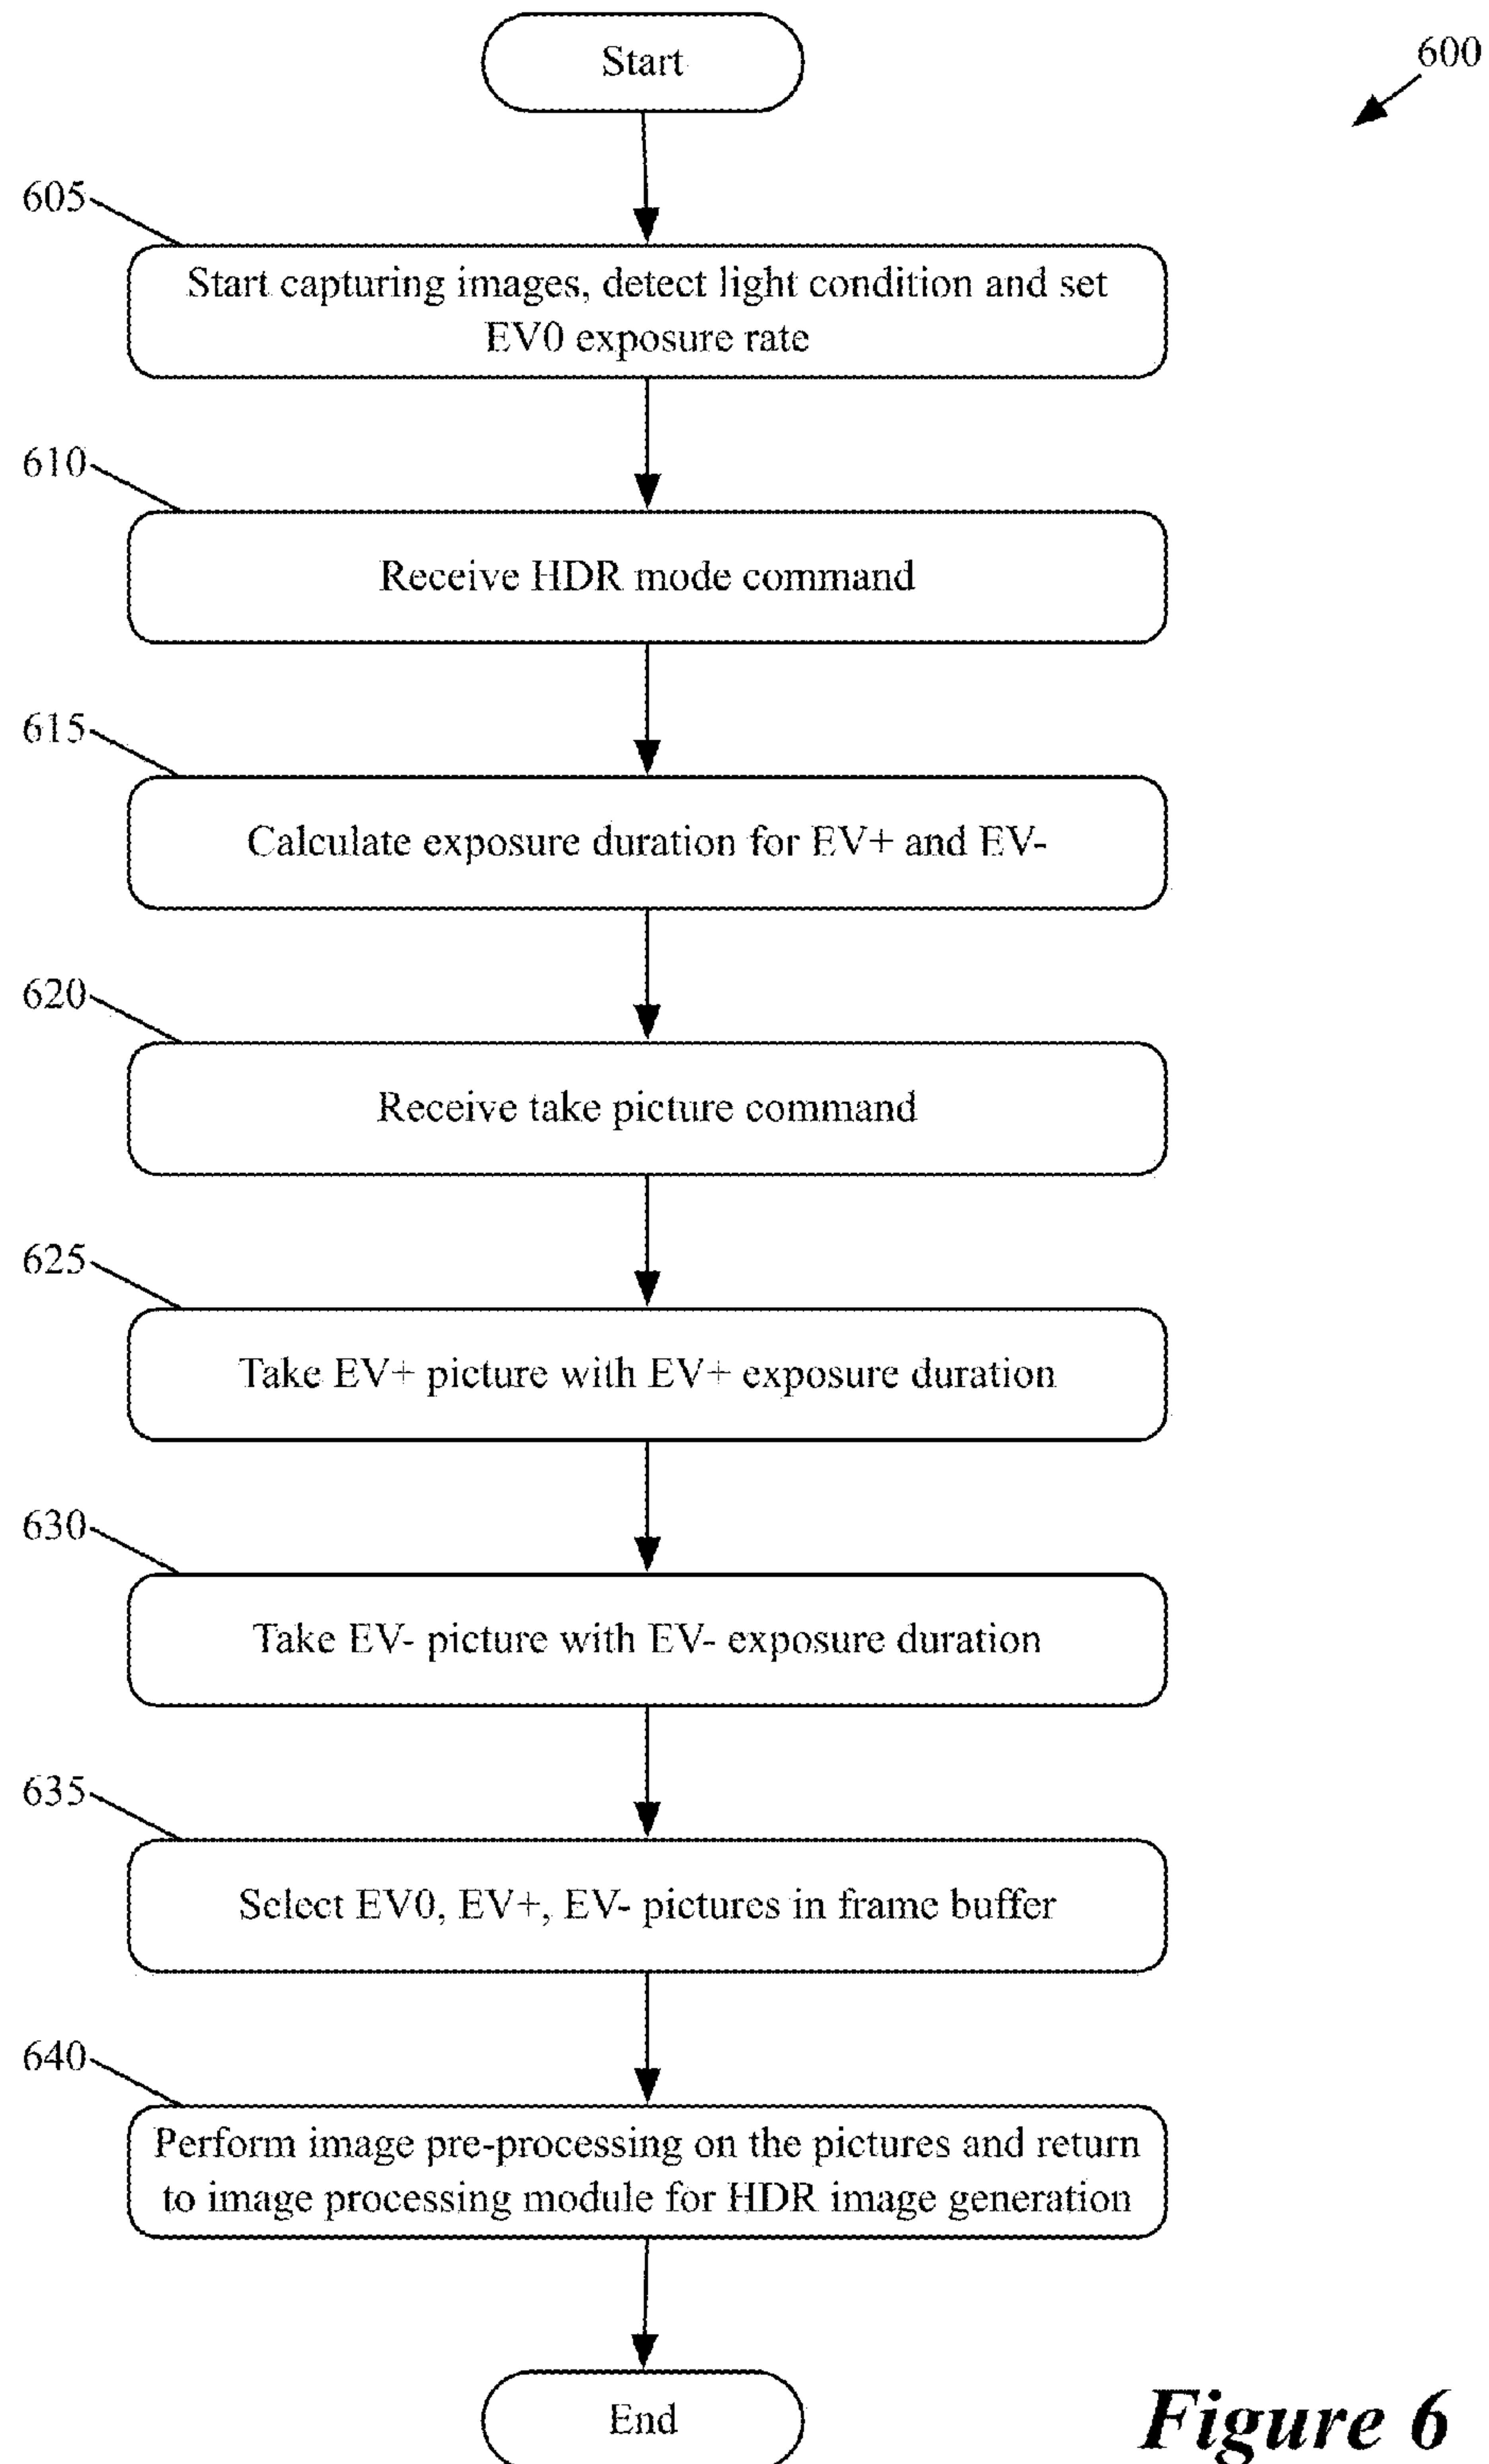 Start
600
605
Start capturing images, detect light condition and set
EV0 exposure rate
610
Receive HDR mode command
615
Calculate exposure duration for EV+ and EV-
620
Receive take picture command
625
Take EV+ picture with EV+ exposure duration
630
Take EV- picture with EV- exposure duration
635
Select EV0, EV+, EV- pictures in frame buffer
640
Perform image pre-processing on the pictures and return
to image processing module for HDR image generation
End
Figure 6